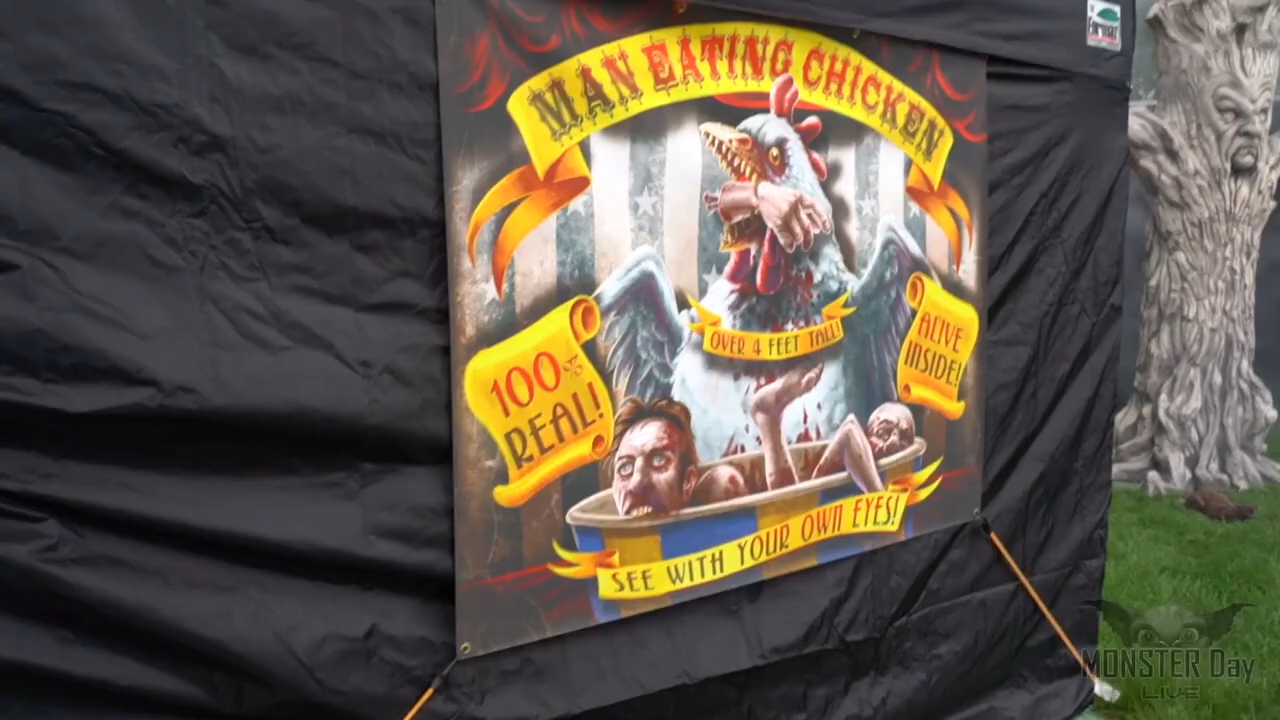 MAN EATING CHICKEN
OVER 4 FEET TALL!
ALIVE
INSIDE!
100%
REAL!
SEE WITH YOUR OWN EYES!
MONSTER Day
LIVE